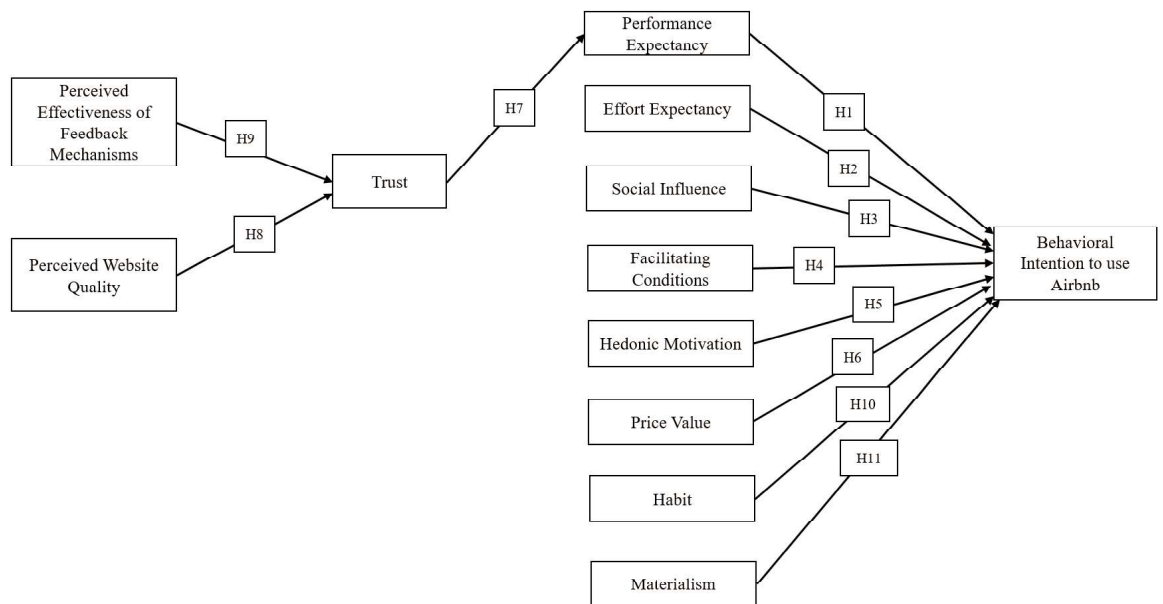 Performance
Expectancy
H1
Perceived
Effectiveness of
Feedback
Mechanisms
H9
H7
Effort Expectancy
H2
Trust
Social Influence
H3
H8
Perceived Website
Quality
Facilitating
Conditions
H4
Behavioral
Intention to use
Airbnb
H5
Hedonic Motivation
H6
Price Value
H10
H11
Habit
Materialism